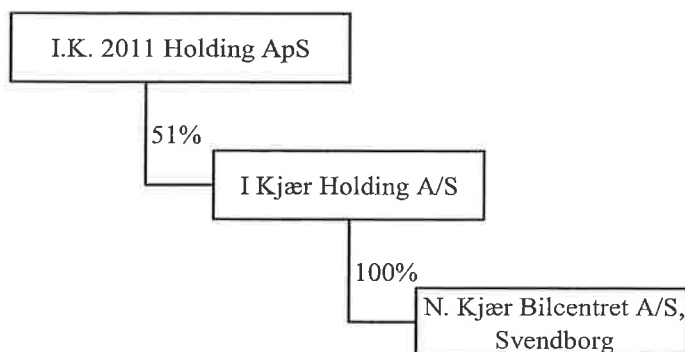 I.K. 2011 Holding ApS
51%
I Kjær Holding A/S
100%
N. Kjær Bilcentret A/S,
Svendborg